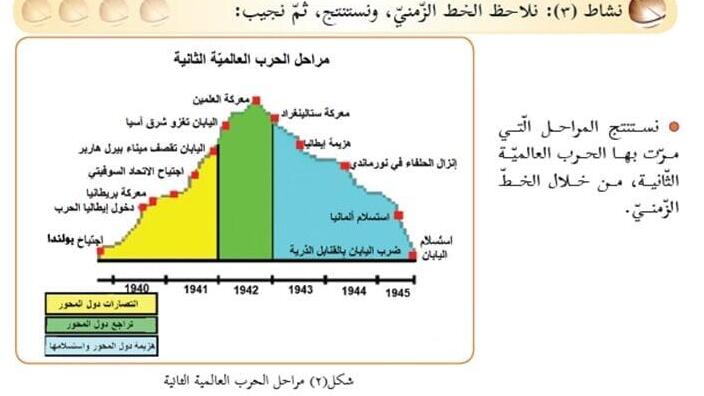 نشاط (٣): نلاحظ الخط الزّمنيّ، ونستنتج، ثمّ نجيب:
مراحل الحرب العالميّة الثانية
معركة العلمين
معركة ستالينغراد
اليابان تغزو شرق آسيا
هزيمة إيطاليا
اليابان تقصف ميناء بيرل هاربر
إنزال الحلفاء في نورماندي
اجتياح الاتحاد السوفيتي
معركة بريطانيا
دخول إيطاليا الحرب
استسلام ألمانيا
اجتياح بولندا
ضرب اليابان بالقنابل الذرية
استسلام
اليابان
1940 1941 1942 1943 1944 1945
انتصارات دول المحور
تراجع دول المحور
هزيمة دول المحور واستسلامها
شكل(٢) مراحل الحرب العالمية الثانية
نستنتج المراحل الّتي
مرّت بها الحرب العالميّة
الثّانية، من خلال الخطّ
الزّمنيّ.